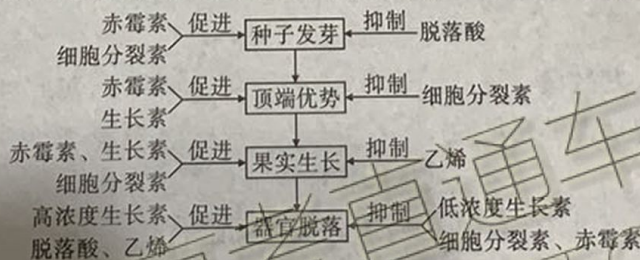 赤霉素 促进 种子发芽 抑制 脱落酸
细胞分裂素
赤霉素 促进 顶端优势 抑制 细胞分裂素
生长素
赤霉素、生长素 促进 果实生长 抑制 乙烯
细胞分裂素
高浓度生长素 促进 器官脱落 抑制 低浓度生长素
脱落酸、乙烯 细胞分裂素、赤霉素
直通车